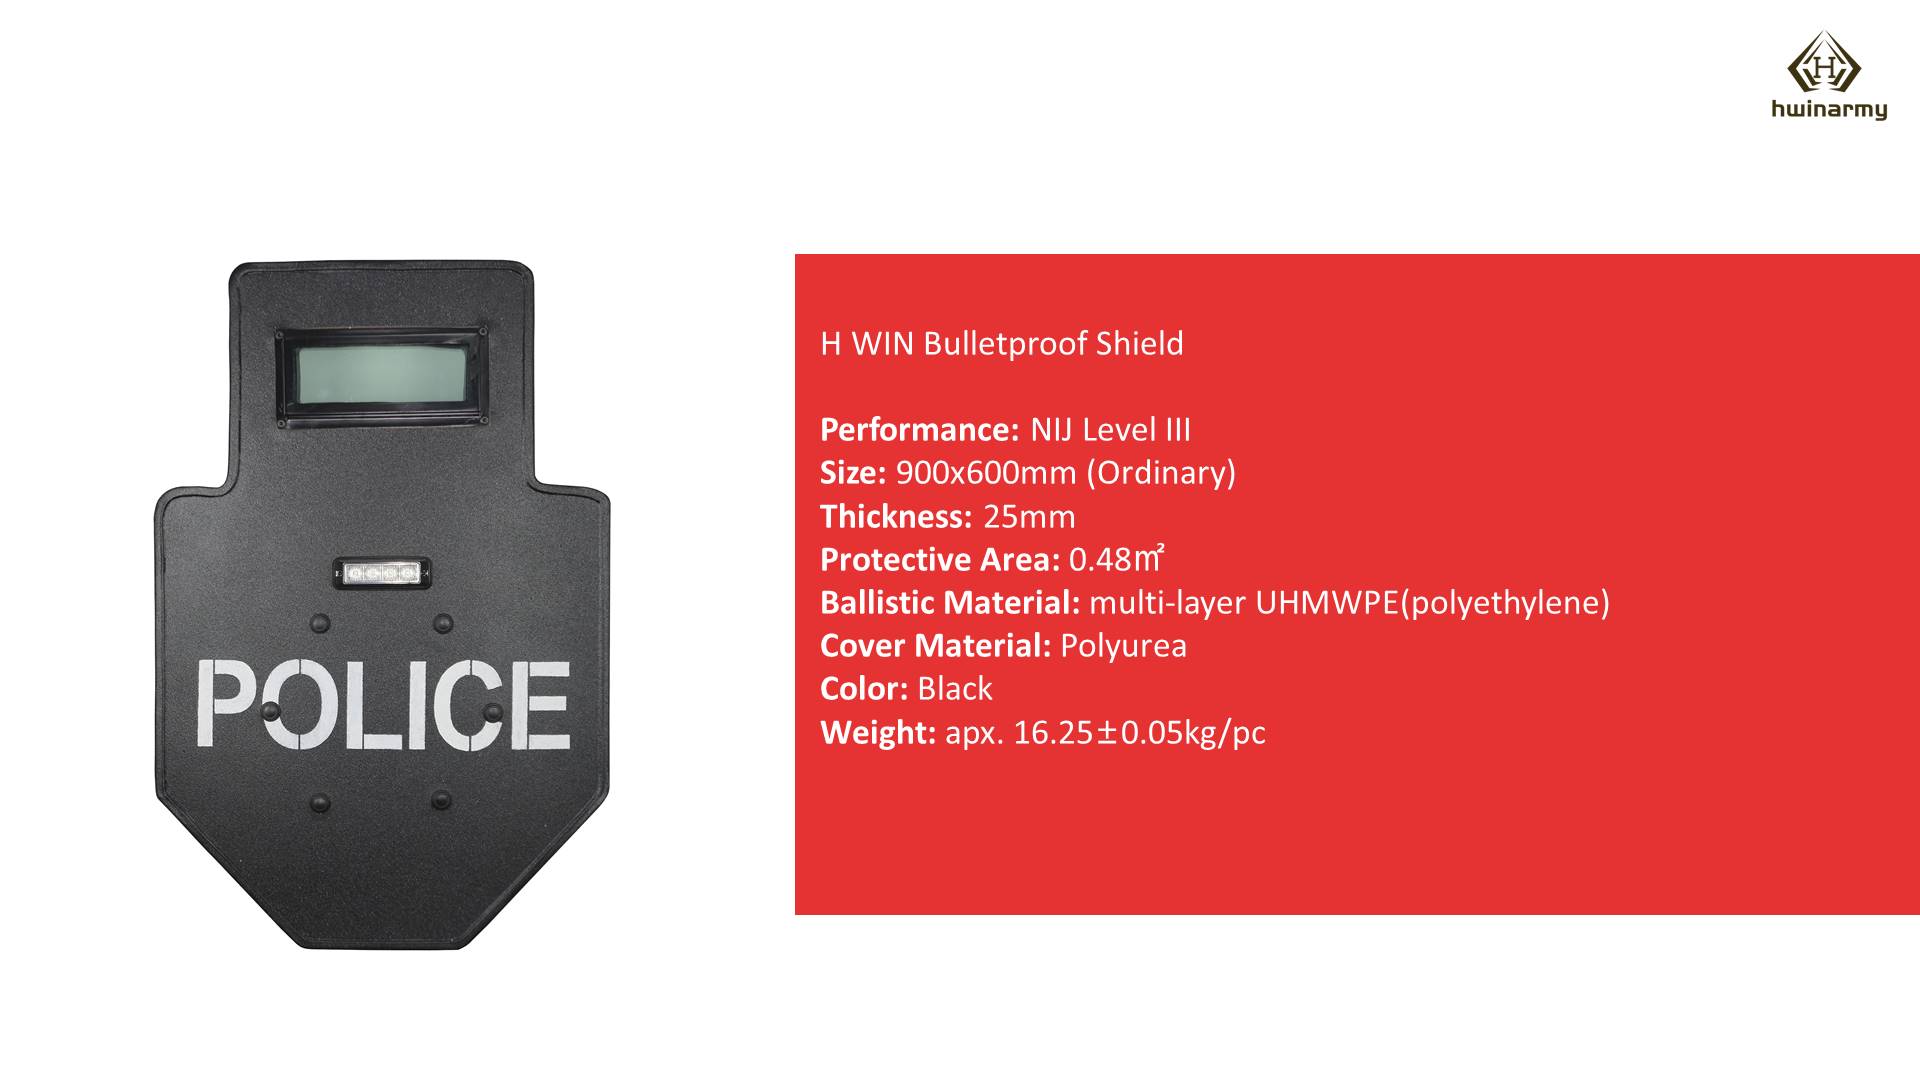 H
hwinarmy
H WIN Bulletproof Shield
Performance: NIJ Level III
Size: 900x600mm (Ordinary)
Thickness: 25mm
Protective Area: 0.48㎡
Ballistic Material: multi-layer UHMWPE(polyethylene)
Cover Material: Polyurea
Color: Black
Weight: apx. 16.25±0.05kg/pc
POLICE